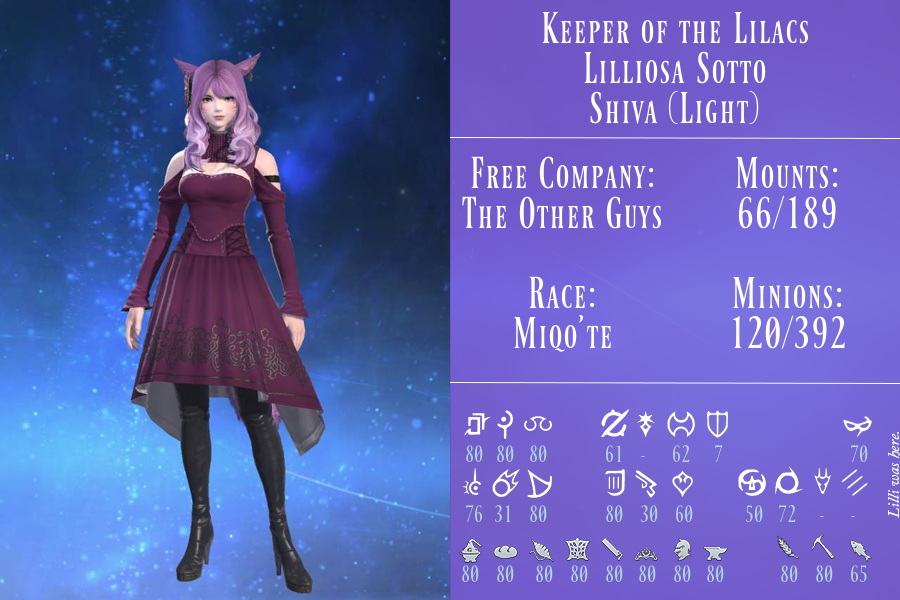 Keeper of the Lilacs
Lilliosa Sotto
Shiva (Light)
Free Company:
The Other Guys
Mounts:
66/189
Race:
Miqo'te
Minions:
120/392
80 80 80 61 - 62 7 70
76 31 80 80 30 60 50 72 - -
80 80 80 80 80 80 80 80 80 80 65
Lilli was here.